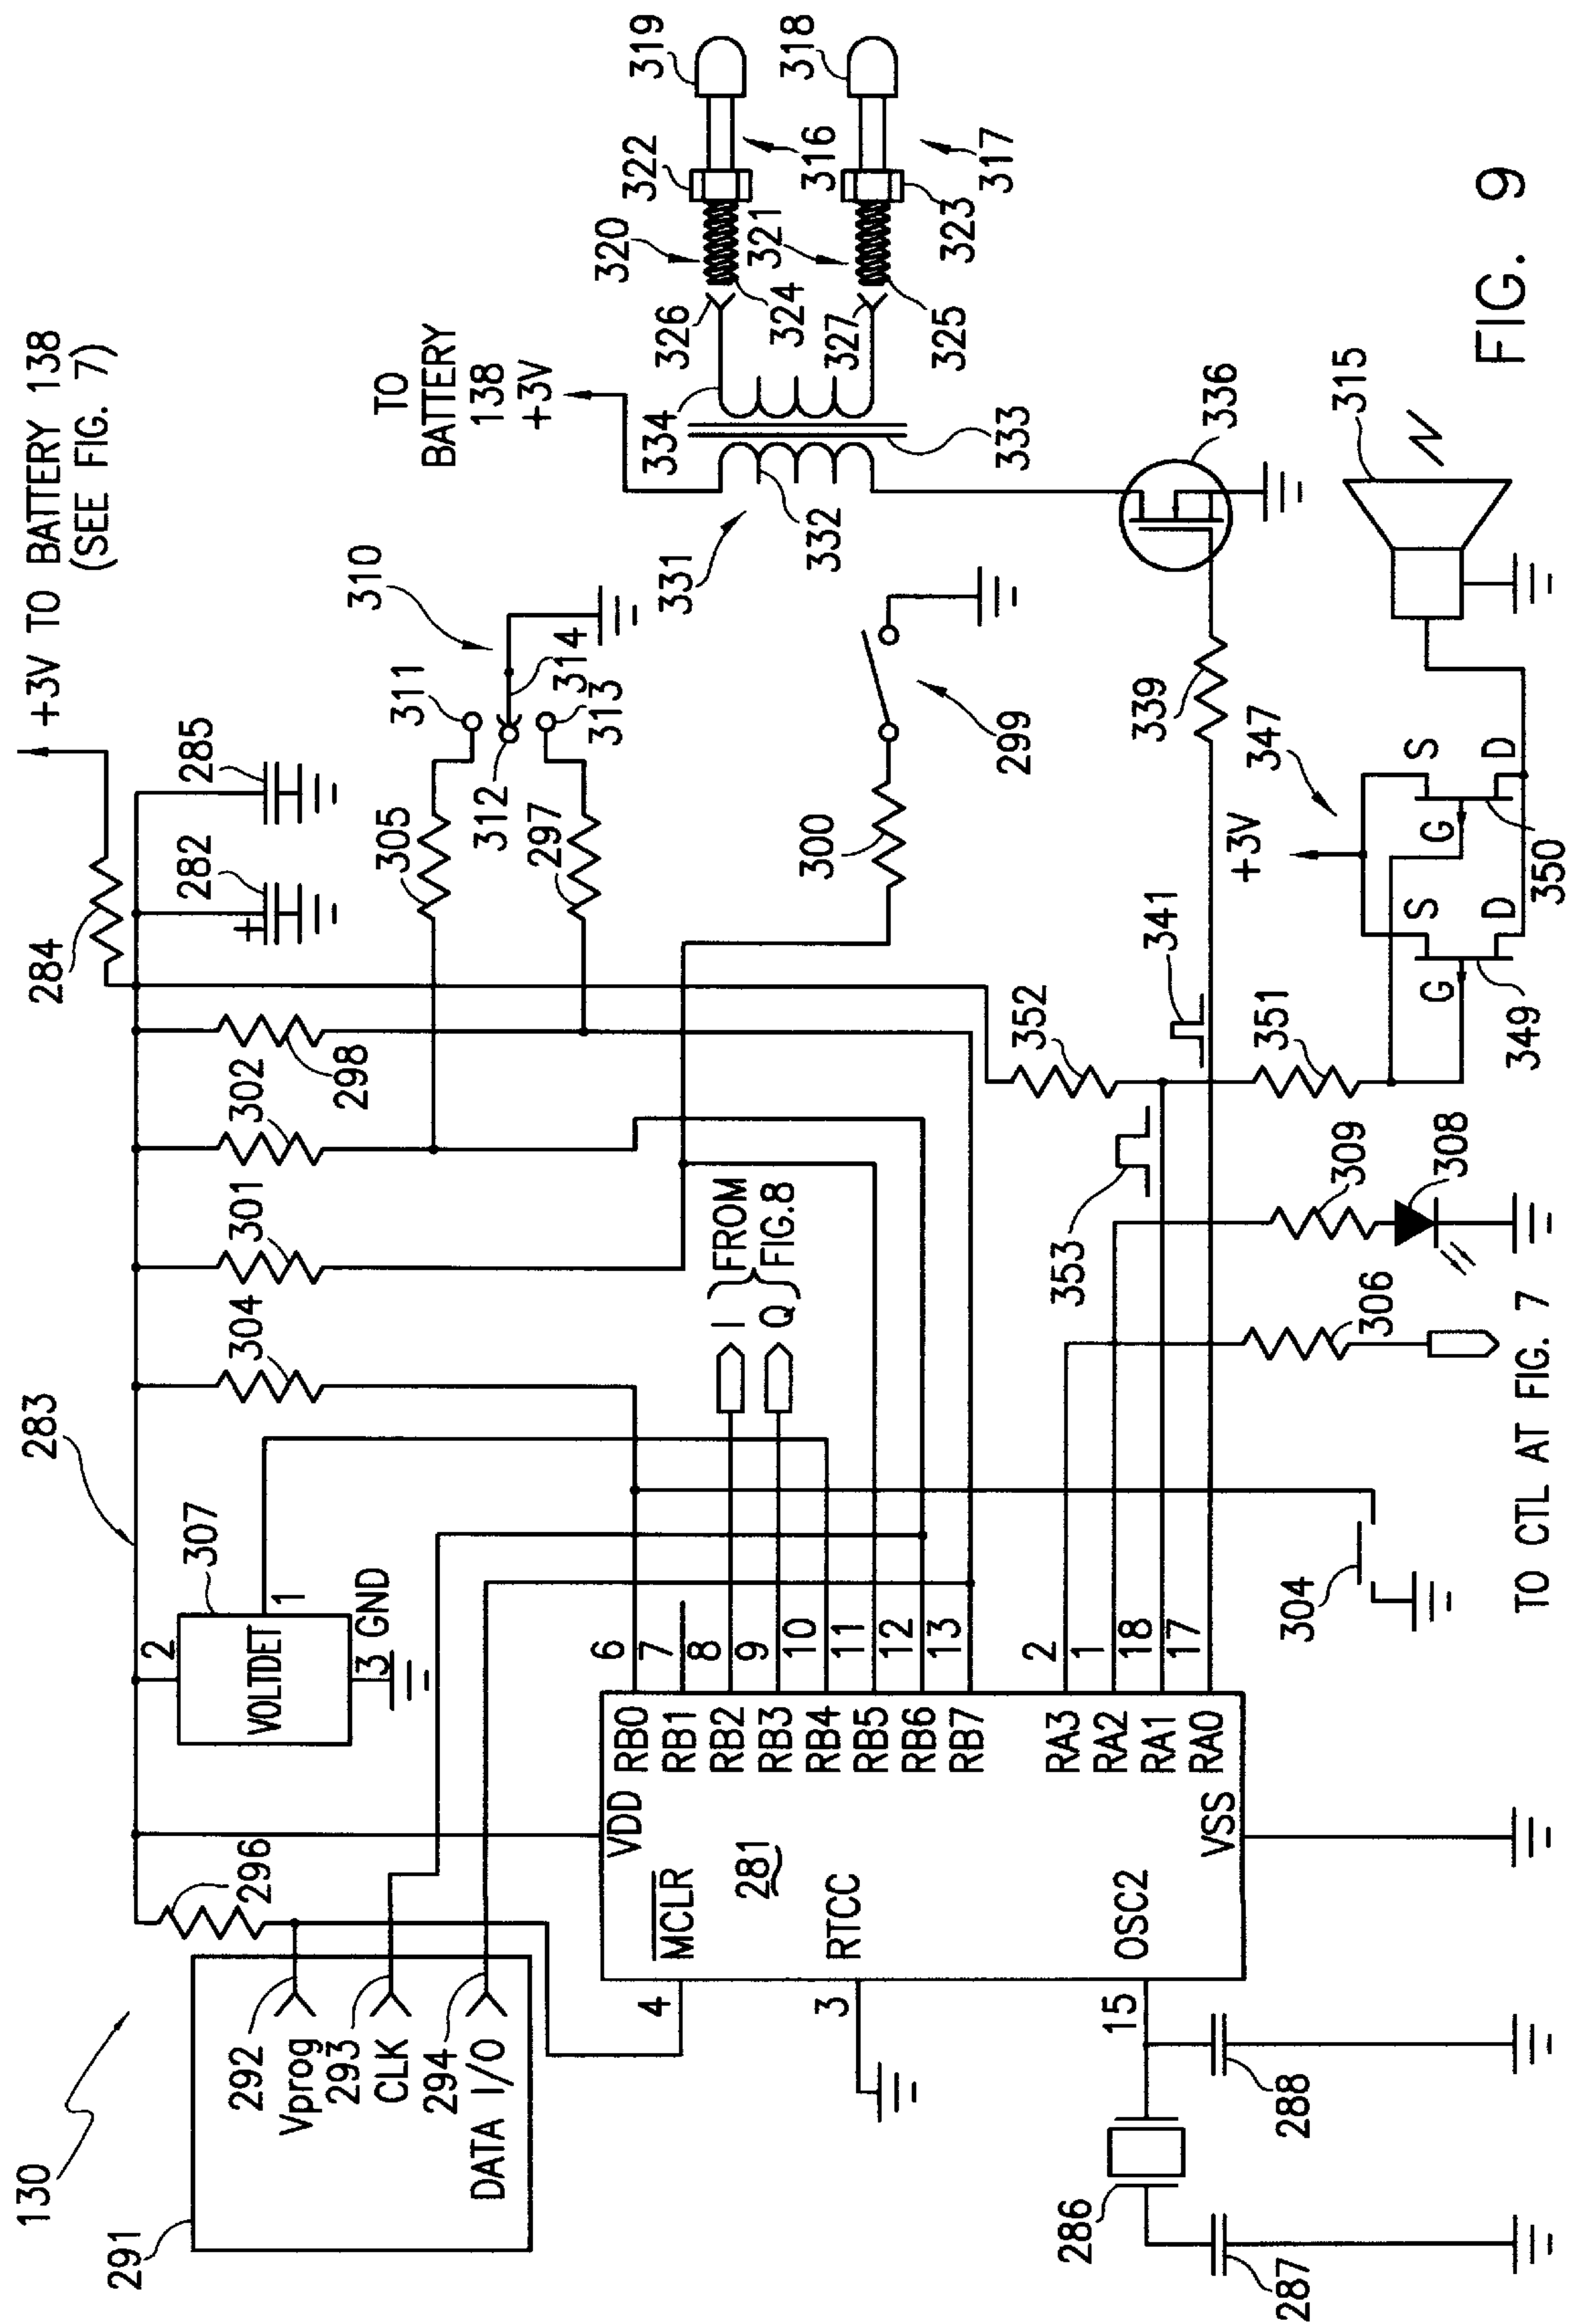 130
283
+3V TO BATTERY 138
(SEE FIG. 7)
291
292
Vprog
293
CLK
294
DATA I/O
296
307
VOLTDET
2
1
3
GND
304
301
302
298
284
282
+
285
305
297
311
312
313
314
310
TO
BATTERY
138
+3V
319
318
322
316
317
320
321
323
324
325
326
327
334
333
332
331
299
300
I
Q
FROM
FIG.8
281
MCLR
VDD
RTCC
OSC2
VSS
4
3
15
RB0
RB1
RB2
RB3
RB4
RB5
RB6
RB7
RA3
RA2
RA1
RA0
6
7
8
9
10
11
12
13
2
1
18
17
286
287
288
304
306
TO CTL AT FIG. 7
309
308
353
352
351
341
339
336
347
+3V
S
G
D
S
G
D
349
350
315
FIG. 9